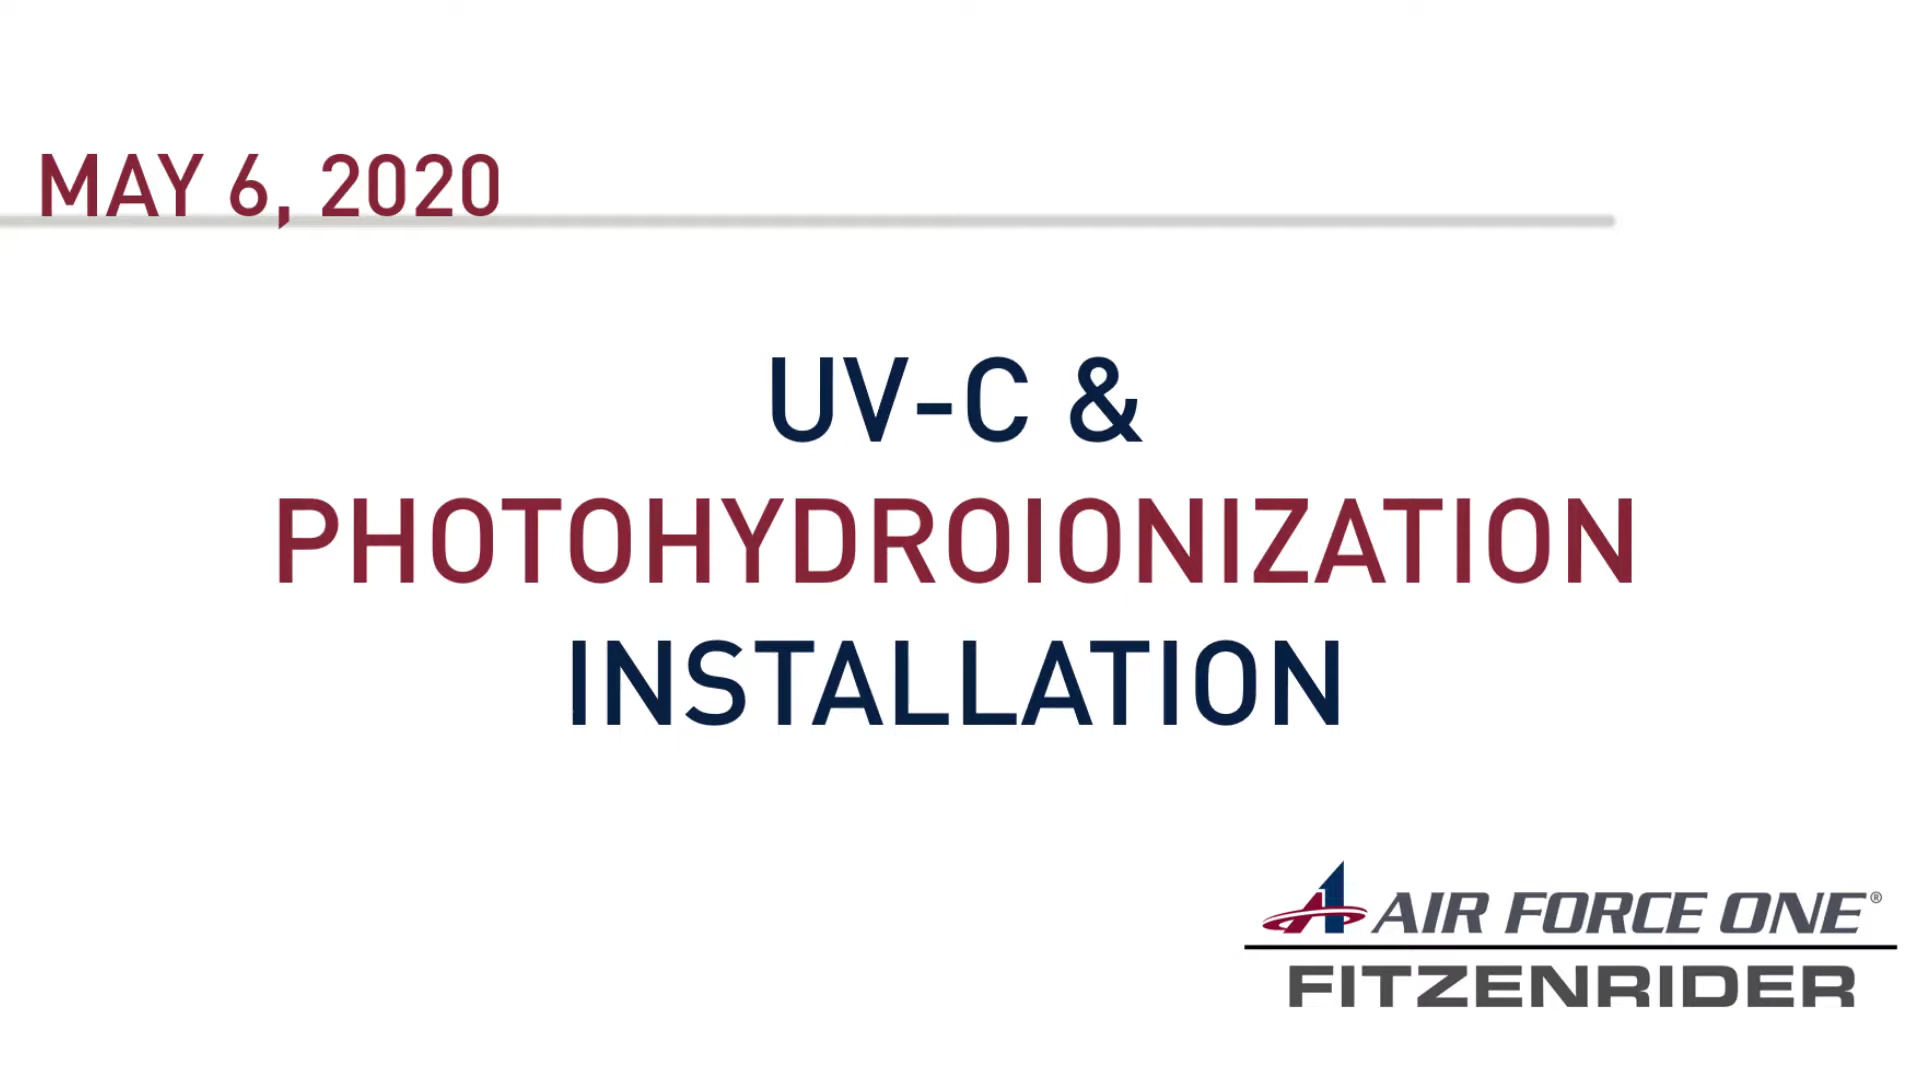 MAY 6, 2020
UV-C &
PHOTOHYDROIONIZATION
INSTALLATION
AIR FORCE ONE®
FITZENRIDER